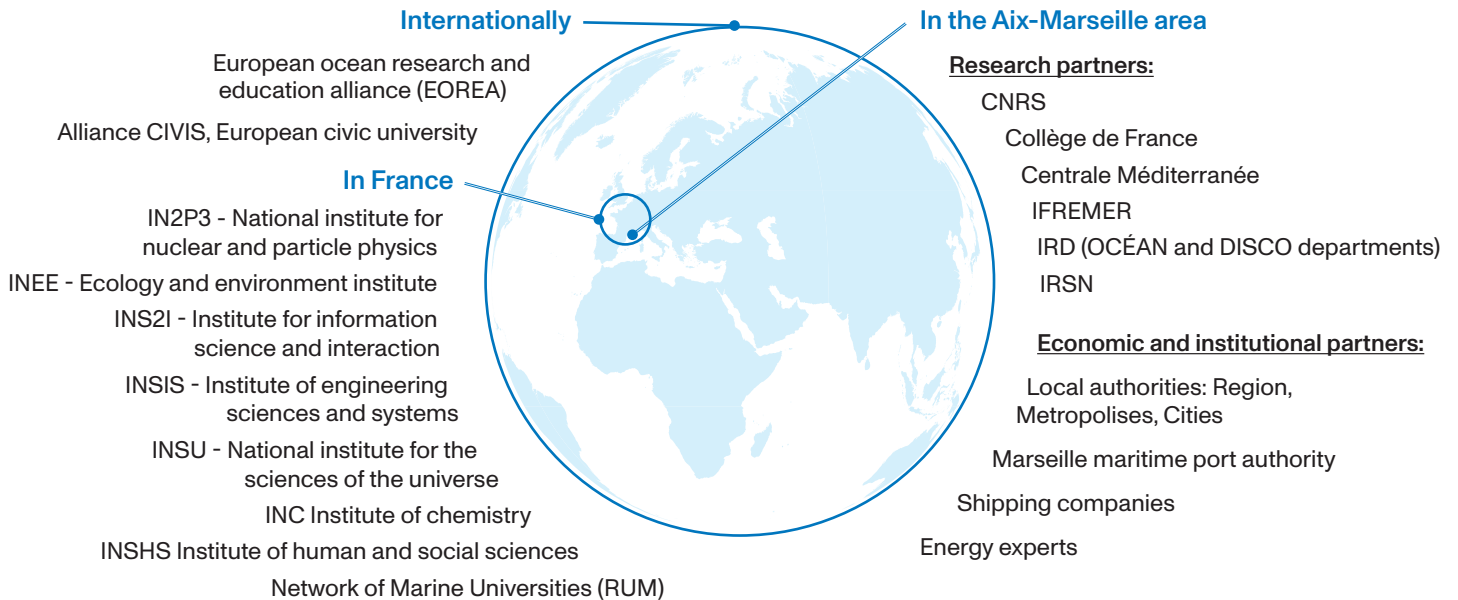 Internationally
European ocean research and
education alliance (EOREA)
Alliance CIVIS, European civic university
In France
IN2P3 - National institute for
nuclear and particle physics
INEE - Ecology and environment institute
INS2I - Institute for information
science and interaction
INSIS - Institute of engineering
sciences and systems
INSU - National institute for the
sciences of the universe
INC Institute of chemistry
INSHS Institute of human and social sciences
Network of Marine Universities (RUM)
In the Aix-Marseille area
Research partners:
CNRS
Collège de France
Centrale Méditerranée
IFREMER
IRD (OCÉAN and DISCO departments)
IRSN
Economic and institutional partners:
Local authorities: Region,
Metropolises, Cities
Marseille maritime port authority
Shipping companies
Energy experts